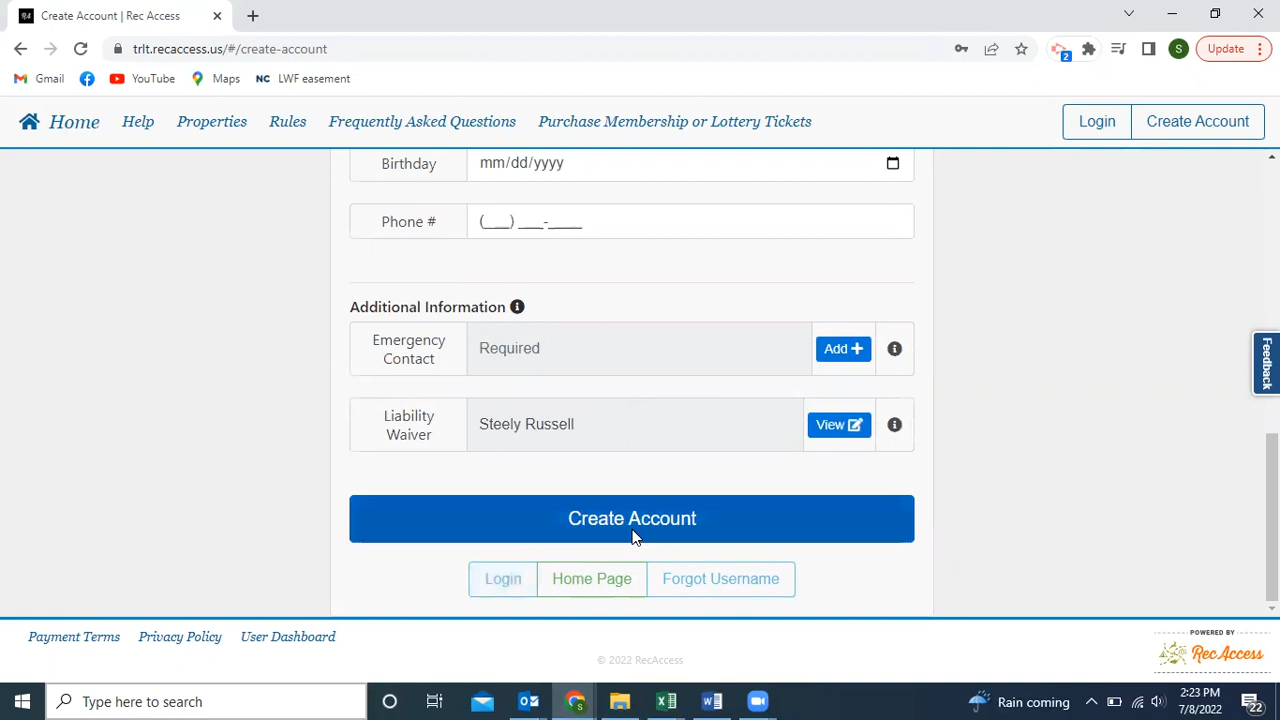 Create Account | Rec Access
trlt.recaccess.us/#/create-account
2
S
Update
Gmail
YouTube
Maps
NC LWF easement
Home
Help
Properties
Rules
Frequently Asked Questions
Purchase Membership or Lottery Tickets
Login
Create Account
Birthday
mm/dd/yyyy
Phone #
(___) ___-____
Additional Information
Emergency
Contact
Required
Add +
Liability
Waiver
Steely Russell
View
Feedback
Create Account
Login
Home Page
Forgot Username
Payment Terms
Privacy Policy
User Dashboard
POWERED BY
RecAccess
© 2022 RecAccess
Type here to search
Rain coming
2:23 PM
7/8/2022
22